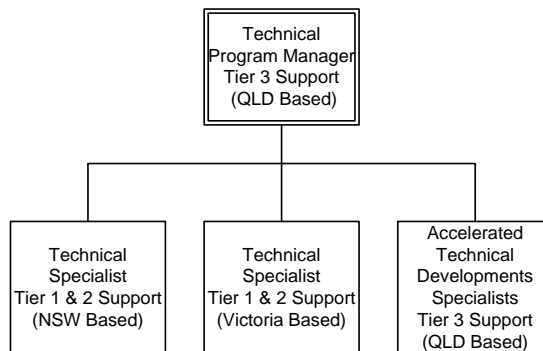 Technical
Program Manager
Tier 3 Support
(QLD Based)
Technical
Specialist
Tier 1 & 2 Support
(NSW Based)
Technical
Specialist
Tier 1 & 2 Support
(Victoria Based)
Accelerated
Technical
Developments
Specialists
Tier 3 Support
(QLD Based)